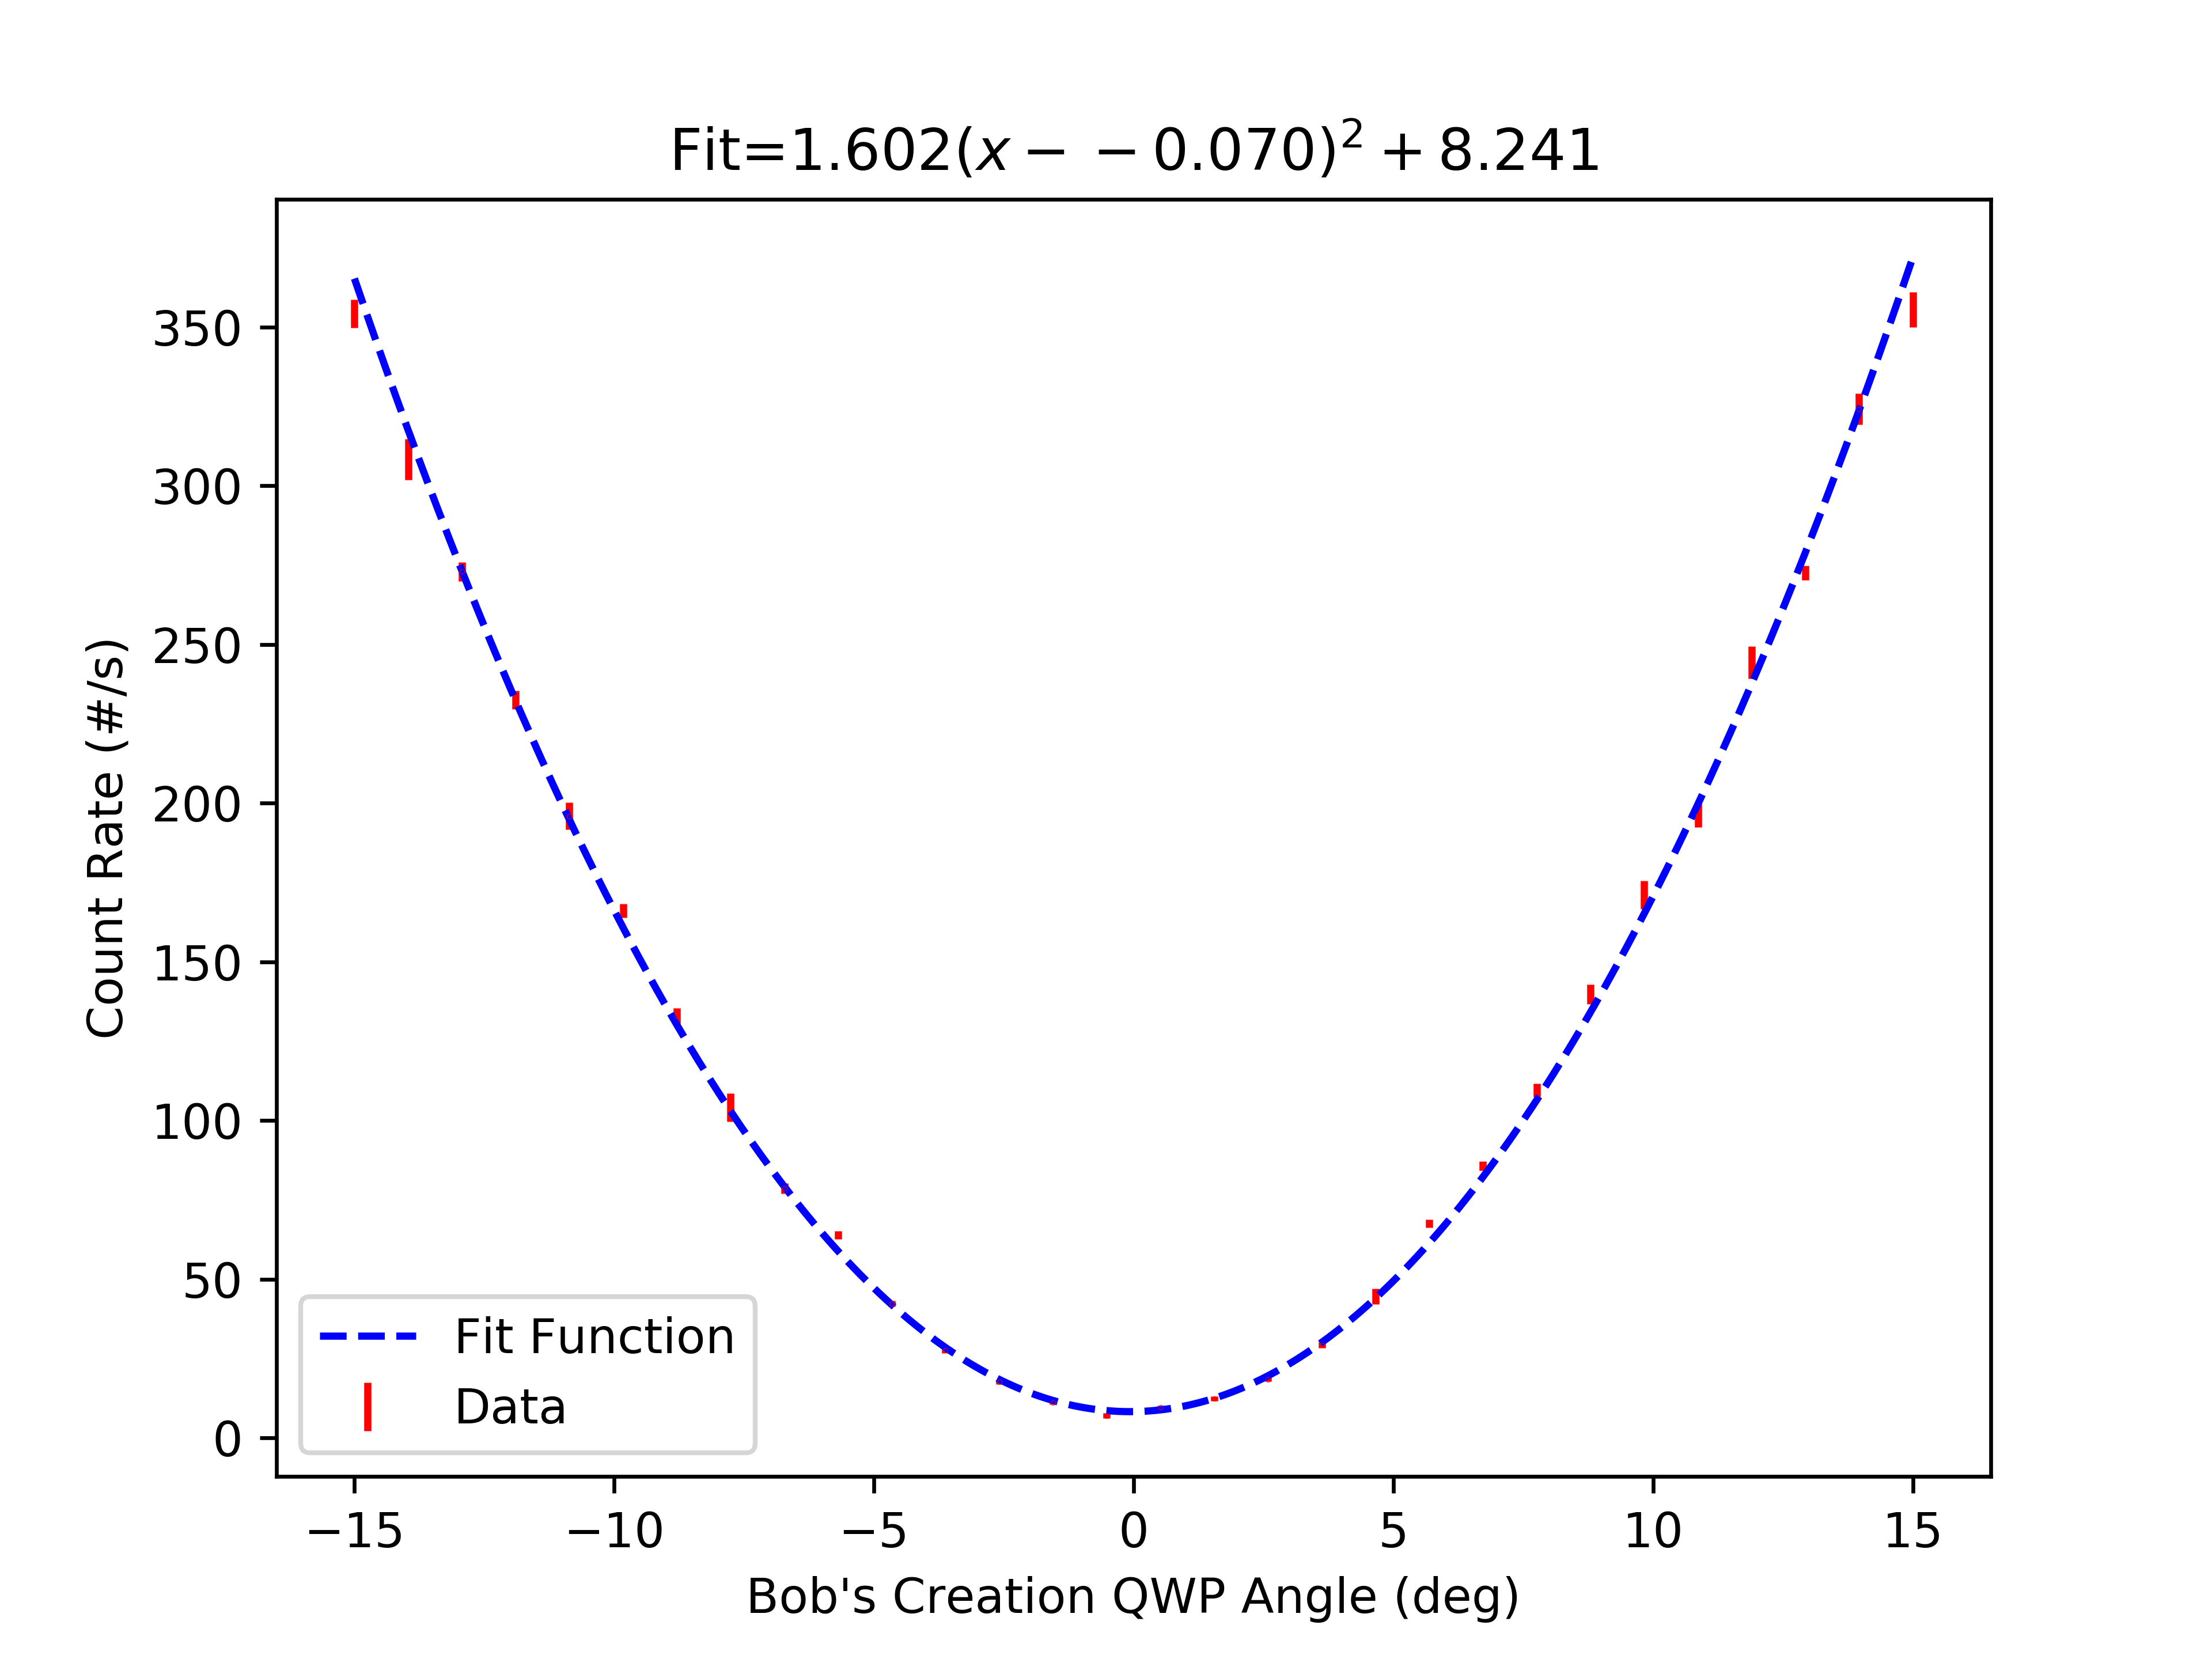 Fit=1.602(x − −0.070)² + 8.241
350
300
250
200
150
100
50
0
Count Rate (#/s)
Fit Function
Data
−15 −10 −5 0 5 10 15
Bob's Creation QWP Angle (deg)